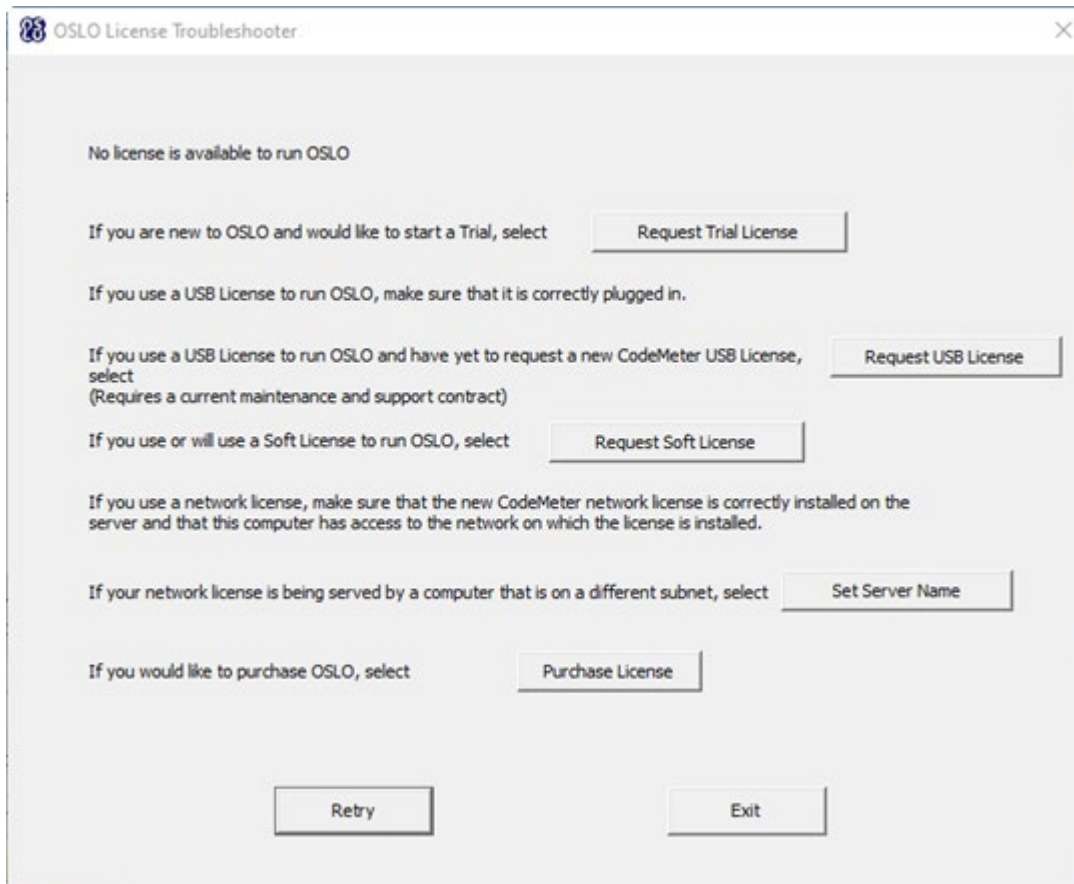 OSLO License Troubleshooter
No license is available to run OSLO
If you are new to OSLO and would like to start a Trial, select
Request Trial License
If you use a USB License to run OSLO, make sure that it is correctly plugged in.
If you use a USB License to run OSLO and have yet to request a new CodeMeter USB License,
select
(Requires a current maintenance and support contract)
Request USB License
If you use or will use a Soft License to run OSLO, select
Request Soft License
If you use a network license, make sure that the new CodeMeter network license is correctly installed on the
server and that this computer has access to the network on which the license is installed.
If your network license is being served by a computer that is on a different subnet, select
Set Server Name
If you would like to purchase OSLO, select
Purchase License
Retry
Exit